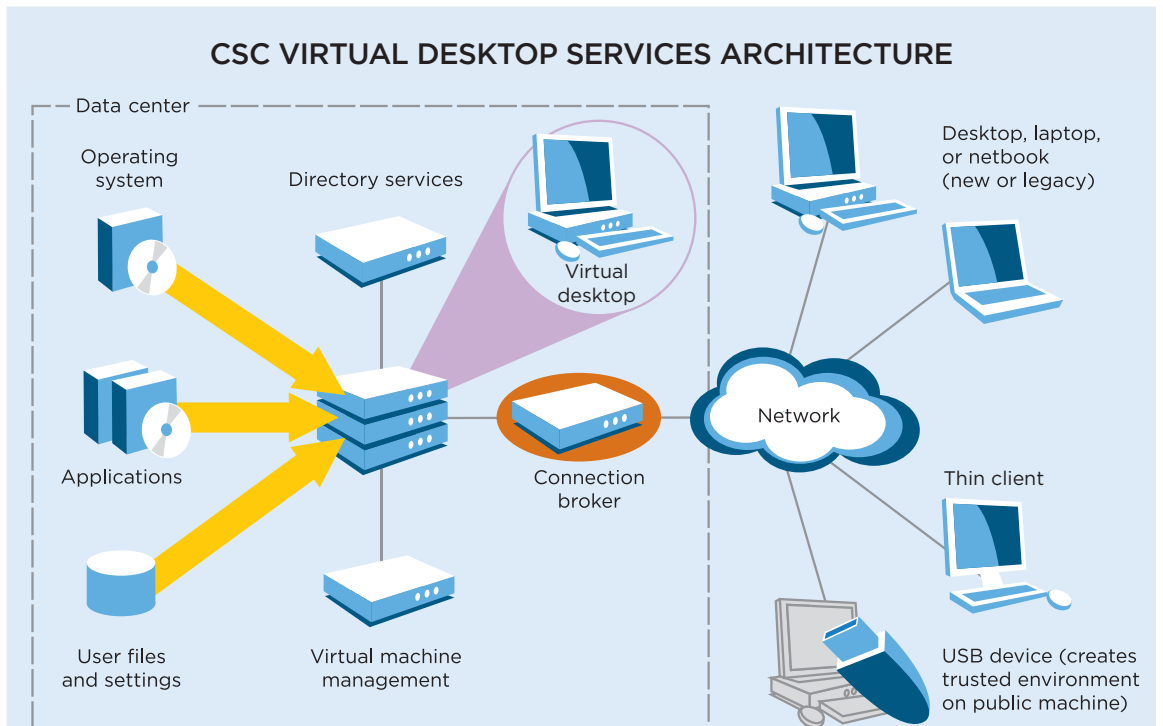 CSC VIRTUAL DESKTOP SERVICES ARCHITECTURE
Data center
Operating
system
Directory services
Virtual
desktop
Desktop, laptop,
or netbook
(new or legacy)
Applications
Connection
broker
Network
Thin client
User files
and settings
Virtual machine
management
USB device (creates
trusted environment
on public machine)